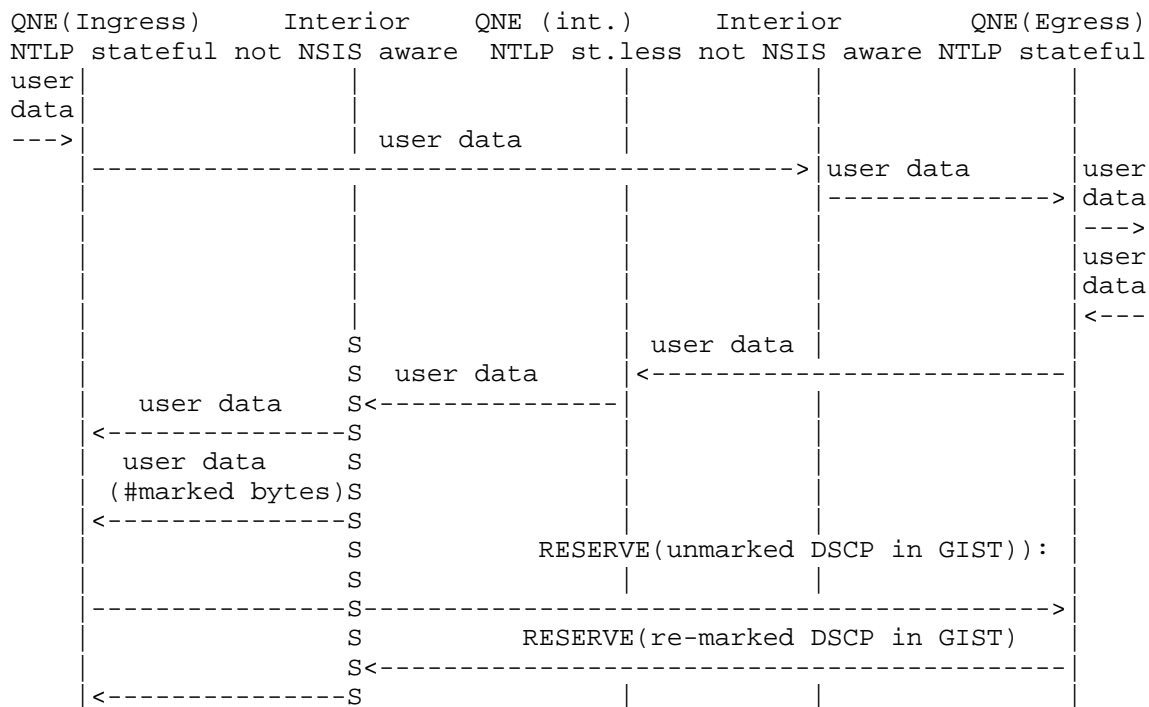 QNE(Ingress) Interior QNE (int.) Interior QNE(Egress)
NTLP stateful not NSIS aware NTLP st.less not NSIS aware NTLP stateful
user| | | | |
data| | | | |
--->| | user data | | |
|-------------------------------------------->|user data |user
| | | |-------------->|data
| | | | |--->
| | | | |user
| | | | |data
| | | | |<---
| S | user data | |
| S user data |<--------------------------|
| user data S<---------------| | |
|<---------------S | | |
| user data S | | |
| (#marked bytes)S | | |
|<---------------S | | |
| S RESERVE(unmarked DSCP in GIST)): |
| S | | |
|----------------S------------------------------------------->|
| S RESERVE(re-marked DSCP in GIST) |
| S<-------------------------------------------|
|<---------------S | | |